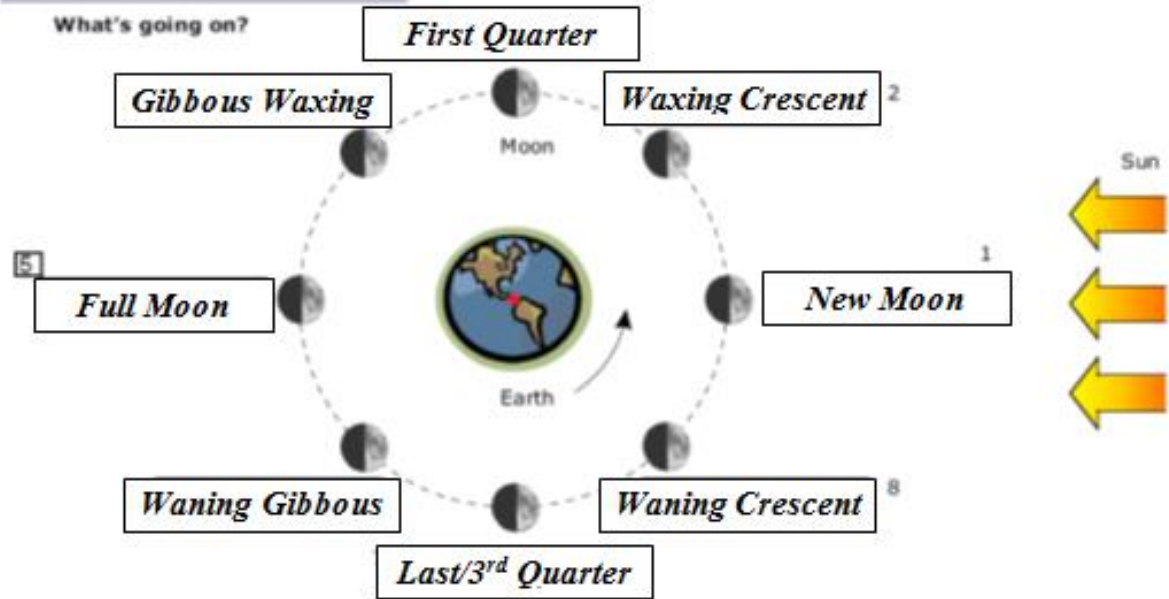 What's going on?
First Quarter
Gibbous Waxing
Waxing Crescent
2
Moon
Sun
5
1
Full Moon
New Moon
Earth
Waning Gibbous
Waning Crescent
8
Last/3rd Quarter